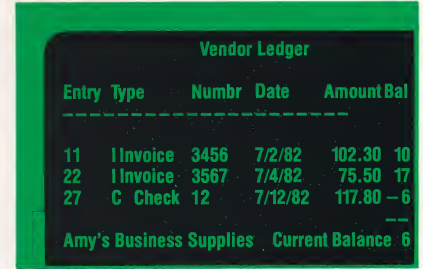 Vendor Ledger
Entry Type Numbr Date Amount Bal
11 I Invoice 3456 7/2/82 102.30 10
22 I Invoice 3567 7/4/82 75.50 17
27 C Check 12 7/12/82 117.80 – 6
Amy's Business Supplies Current Balance 6